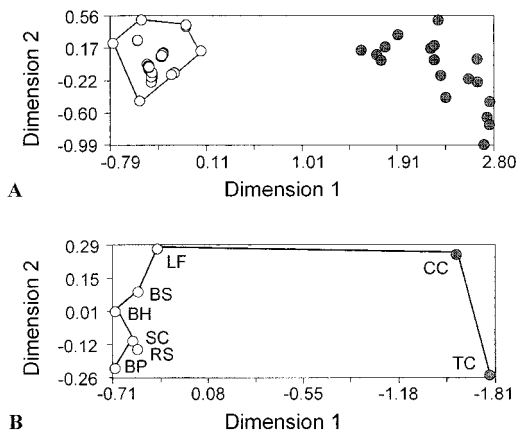 0.56
0.17
-0.22
-0.60
-0.99
Dimension 2
-0.79 0.11 1.01 1.91 2.80
A Dimension 1
0.29
0.15
0.01
-0.12
-0.26
Dimension 2
LF
CC
BS
BH
SC
RS
BP
TC
-0.71 0.08 -0.55 -1.18 -1.81
B Dimension 1